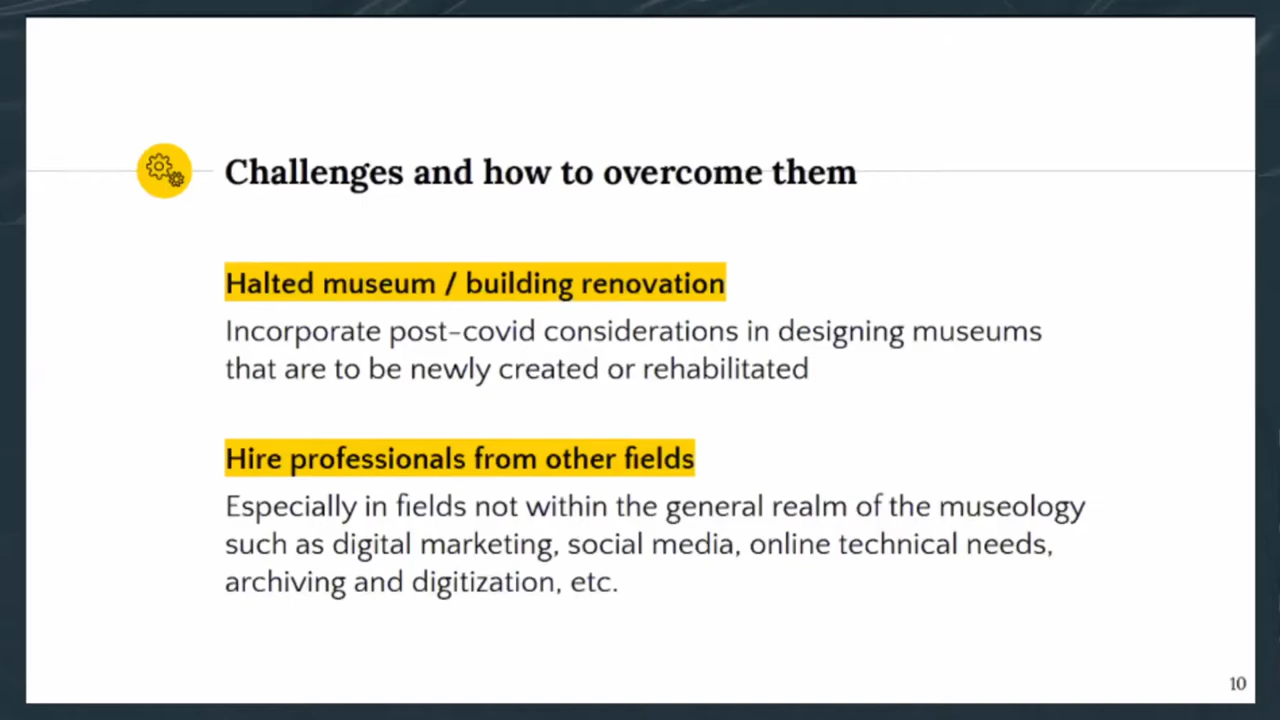 Challenges and how to overcome them
Halted museum / building renovation
Incorporate post-covid considerations in designing museums
that are to be newly created or rehabilitated
Hire professionals from other fields
Especially in fields not within the general realm of the museology
such as digital marketing, social media, online technical needs,
archiving and digitization, etc.
10